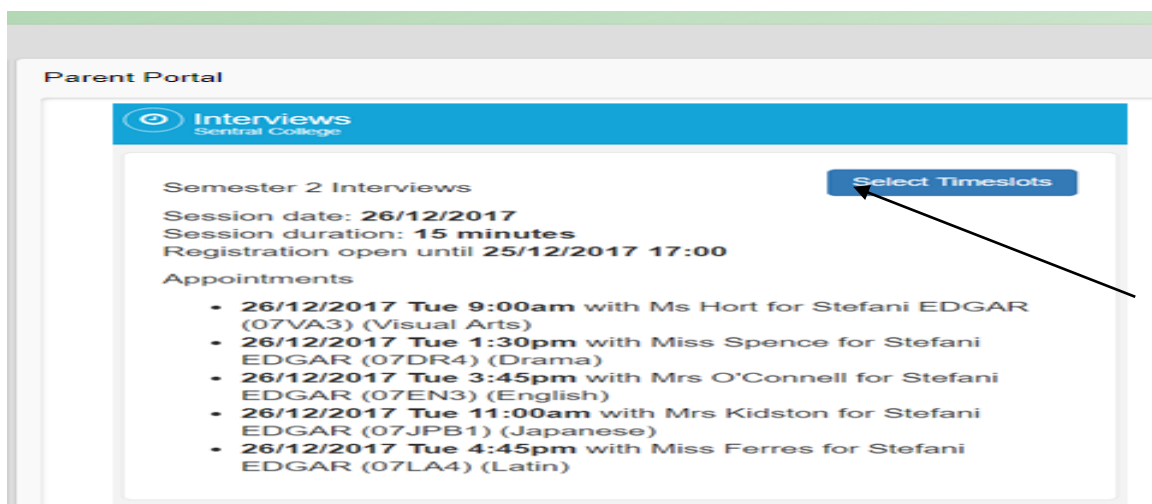 Parent Portal
Interviews
Sentral College
Semester 2 Interviews
Select Timeslots
Session date: 26/12/2017
Session duration: 15 minutes
Registration open until 25/12/2017 17:00
Appointments
• 26/12/2017 Tue 9:00am with Ms Hort for Stefani EDGAR
(07VA3) (Visual Arts)
• 26/12/2017 Tue 1:30pm with Miss Spence for Stefani
EDGAR (07DR4) (Drama)
• 26/12/2017 Tue 3:45pm with Mrs O'Connell for Stefani
EDGAR (07EN3) (English)
• 26/12/2017 Tue 11:00am with Mrs Kidston for Stefani
EDGAR (07JPB1) (Japanese)
• 26/12/2017 Tue 4:45pm with Miss Ferres for Stefani
EDGAR (07LA4) (Latin)